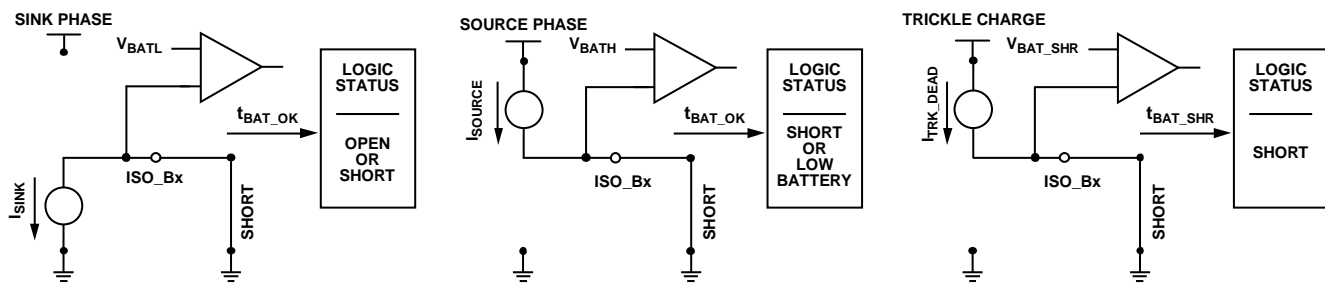 SINK PHASE
V_BATL
LOGIC
STATUS
t_BAT_OK
OPEN
OR
SHORT
ISO_Bx
I_SINK
SHORT
SOURCE PHASE
V_BATH
LOGIC
STATUS
I_SOURCE
t_BAT_OK
SHORT
OR
LOW
BATTERY
ISO_Bx
SHORT
TRICKLE CHARGE
V_BAT_SHR
LOGIC
STATUS
I_TRK_DEAD
t_BAT_SHR
SHORT
ISO_Bx
SHORT